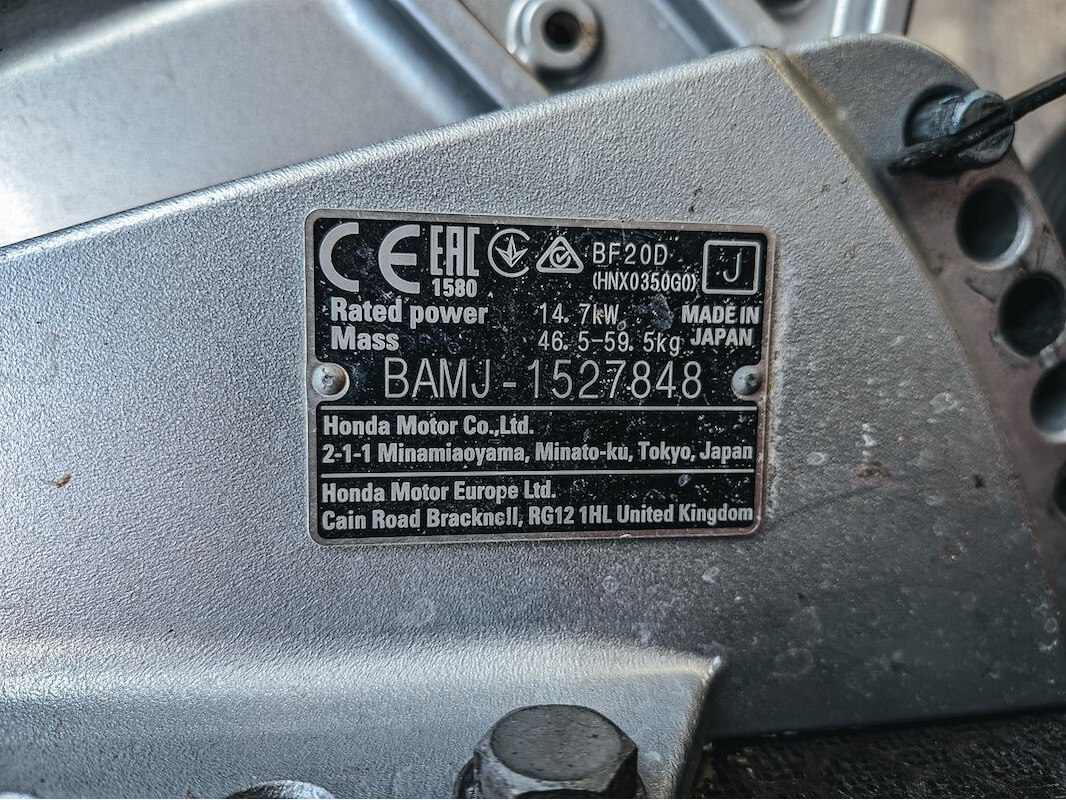 CE EAC BF20D J
1580 (HNX0350G0)
Rated power 14.7kW MADE IN
Mass 46.5-59.5kg JAPAN
BAMJ-1527848
Honda Motor Co.,Ltd.
2-1-1 Minamiaoyama, Minato-ku, Tokyo, Japan
Honda Motor Europe Ltd.
Cain Road Bracknell, RG12 1HL United Kingdom